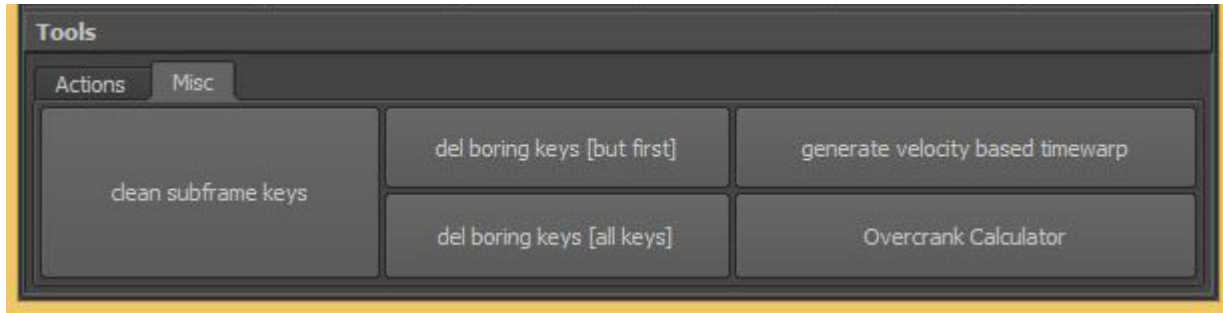 Tools
Actions
Misc
clean subframe keys
del boring keys [but first]
generate velocity based timewarp
del boring keys [all keys]
Overcrank Calculator